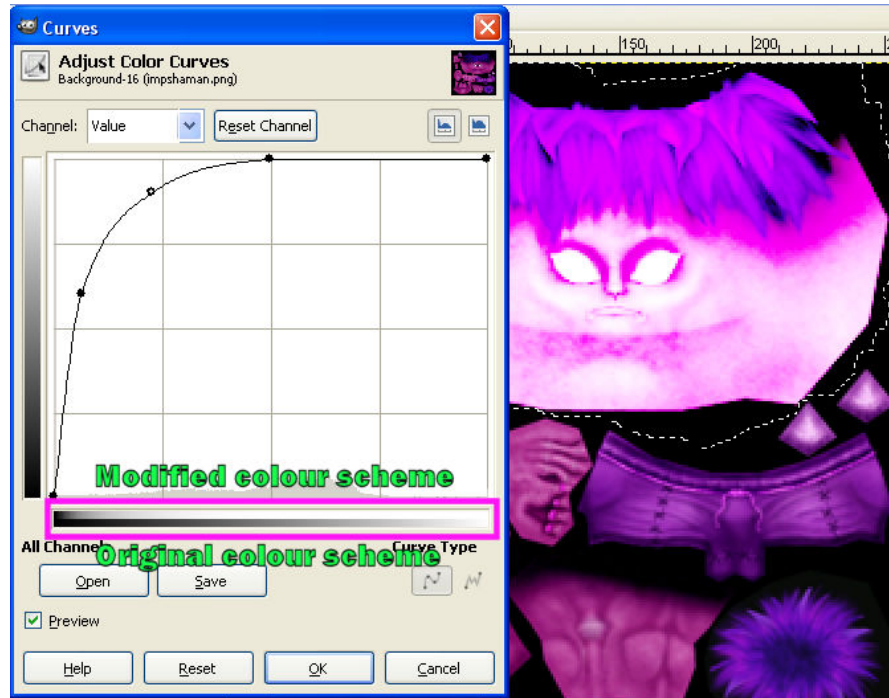 Curves
Adjust Color Curves
Background-16 (impshaman.png)
Channel: Value Reset Channel
150 200
Modified colour scheme
All Channels Curve Type
Original colour scheme
Open Save
Preview
Help Reset OK Cancel